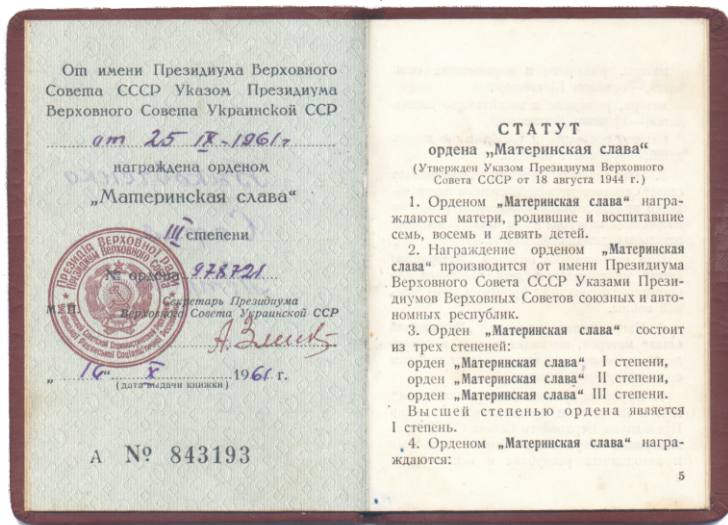 От имени Президиума Верховного
Совета СССР Указом Президиума
Верховного Совета Украинской ССР
от 25 IX - 1961 г
награждена орденом
„Материнская слава“
III степени
№ ордена 978721
Секретарь Президиума
М. П. Верховного Совета Украинской ССР
„ 16 “ X 1961 г.
(дата выдачи книжки)
А № 843193
СТАТУТ
ордена „Материнская слава“
(Утвержден Указом Президиума Верховного
Совета СССР от 18 августа 1944 г.)
1. Орденом „Материнская слава“ награ-
ждаются матери, родившие и воспитавшие
семь, восемь и девять детей.
2. Награждение орденом „Материнская
слава“ производится от имени Президиума
Верховного Совета СССР Указами Прези-
диумов Верховных Советов союзных и авто-
номных республик.
3. Орден „Материнская слава“ состоит
из трех степеней:
орден „Материнская слава“ I степени,
орден „Материнская слава“ II степени,
орден „Материнская слава“ III степени.
Высшей степенью ордена является
I степень.
4. Орденом „Материнская слава“ награ-
ждаются:
5